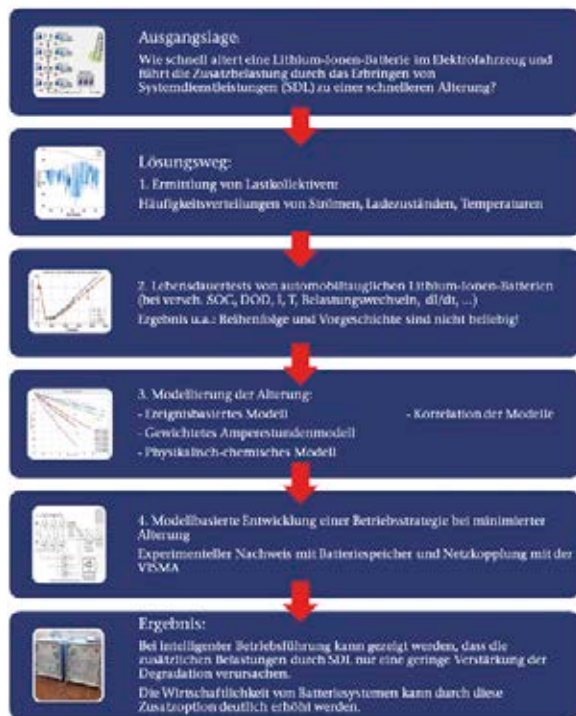 Ausgangslage:
Wie schnell altert eine Lithium-Ionen-Batterie im Elektrofahrzeug und
führt die Zusatzbelastung durch das Erbringen von
Systemdienstleistungen (SDL) zu einer schnelleren Alterung?
Lösungsweg:
1. Ermittlung von Lastkollektiven:
Häufigkeitsverteilungen von Strömen, Ladezuständen, Temperaturen
2. Lebensdauertests von automobiltauglichen Lithium-Ionen-Batterien
(bei versch. SOC, DOD, I, T, Belastungswechseln, dI/dt, ...)
Ergebnis u.a.: Reihenfolge und Vorgeschichte sind nicht beliebig!
3. Modellierung der Alterung:
- Ereignisbasiertes Modell - Korrelation der Modelle
- Gewichtetes Amperestundenmodell
- Physikalisch-chemisches Modell
4. Modellbasierte Entwicklung einer Betriebsstrategie bei minimierter
Alterung
Experimenteller Nachweis mit Batteriespeicher und Netzkopplung mit der
VISMA
Ergebnis:
Bei intelligenter Betriebsführung kann gezeigt werden, dass die
zusätzlichen Belastungen durch SDL nur eine geringe Verstärkung der
Degradation verursachen.
Die Wirtschaftlichkeit von Batteriesystemen kann durch diese
Zusatzoption deutlich erhöht werden.